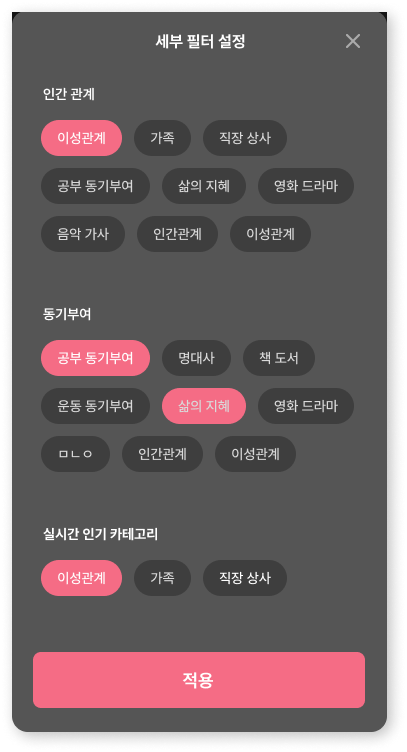 세부 필터 설정
인간 관계
이성관계 가족 직장 상사
공부 동기부여 삶의 지혜 영화 드라마
음악 가사 인간관계 이성관계
동기부여
공부 동기부여 명대사 책 도서
운동 동기부여 삶의 지혜 영화 드라마
ㅁㄴㅇ 인간관계 이성관계
실시간 인기 카테고리
이성관계 가족 직장 상사
적용